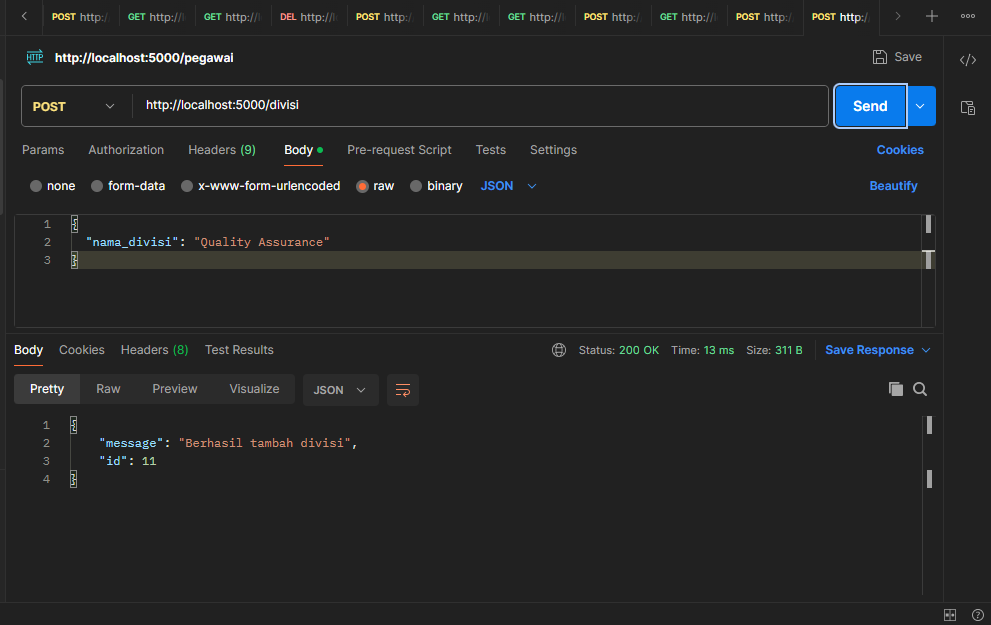 POST http:/ GET http://l GET http://l DEL http://l POST http:/ GET http://l GET http://l POST http:/ GET http://l POST http:/ POST http:/
HTTP http://localhost:5000/pegawai Save
POST http://localhost:5000/divisi Send
Params Authorization Headers (9) Body Pre-request Script Tests Settings Cookies
none form-data x-www-form-urlencoded raw binary JSON Beautify
1 {
2 "nama_divisi": "Quality Assurance"
3 }
Body Cookies Headers (8) Test Results Status: 200 OK Time: 13 ms Size: 311 B Save Response
Pretty Raw Preview Visualize JSON
1 {
2 "message": "Berhasil tambah divisi",
3 "id": 11
4 }